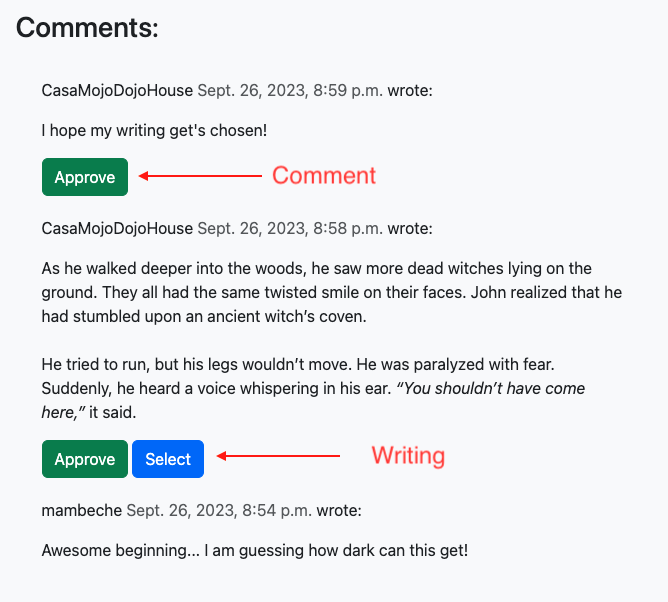 Comments:
CasaMojoDojoHouse Sept. 26, 2023, 8:59 p.m. wrote:
I hope my writing get's chosen!
Approve
Comment
CasaMojoDojoHouse Sept. 26, 2023, 8:58 p.m. wrote:
As he walked deeper into the woods, he saw more dead witches lying on the
ground. They all had the same twisted smile on their faces. John realized that he
had stumbled upon an ancient witch’s coven.
He tried to run, but his legs wouldn’t move. He was paralyzed with fear.
Suddenly, he heard a voice whispering in his ear. “You shouldn’t have come
here,” it said.
Approve Select
Writing
mambeche Sept. 26, 2023, 8:54 p.m. wrote:
Awesome beginning... I am guessing how dark can this get!